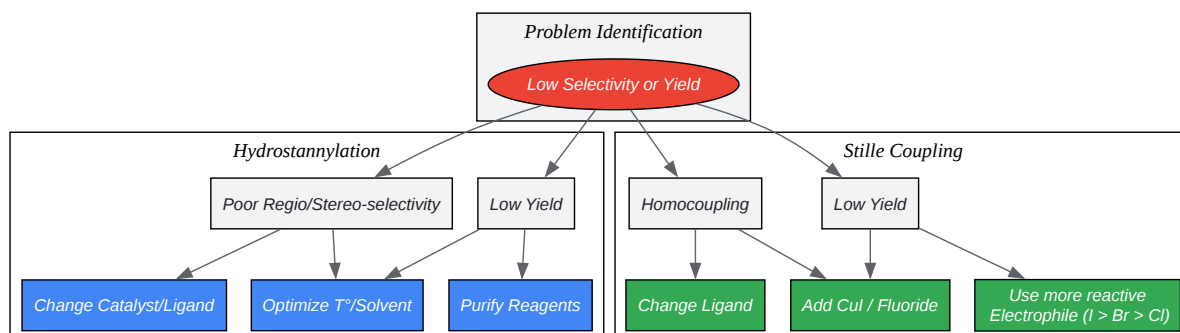 Problem Identification
Low Selectivity or Yield
Hydrostannylation
Stille Coupling
Poor Regio/Stereo-selectivity
Low Yield
Homocoupling
Low Yield
Change Catalyst/Ligand
Optimize T°/Solvent
Purify Reagents
Change Ligand
Add CuI / Fluoride
Use more reactive
Electrophile (I > Br > Cl)